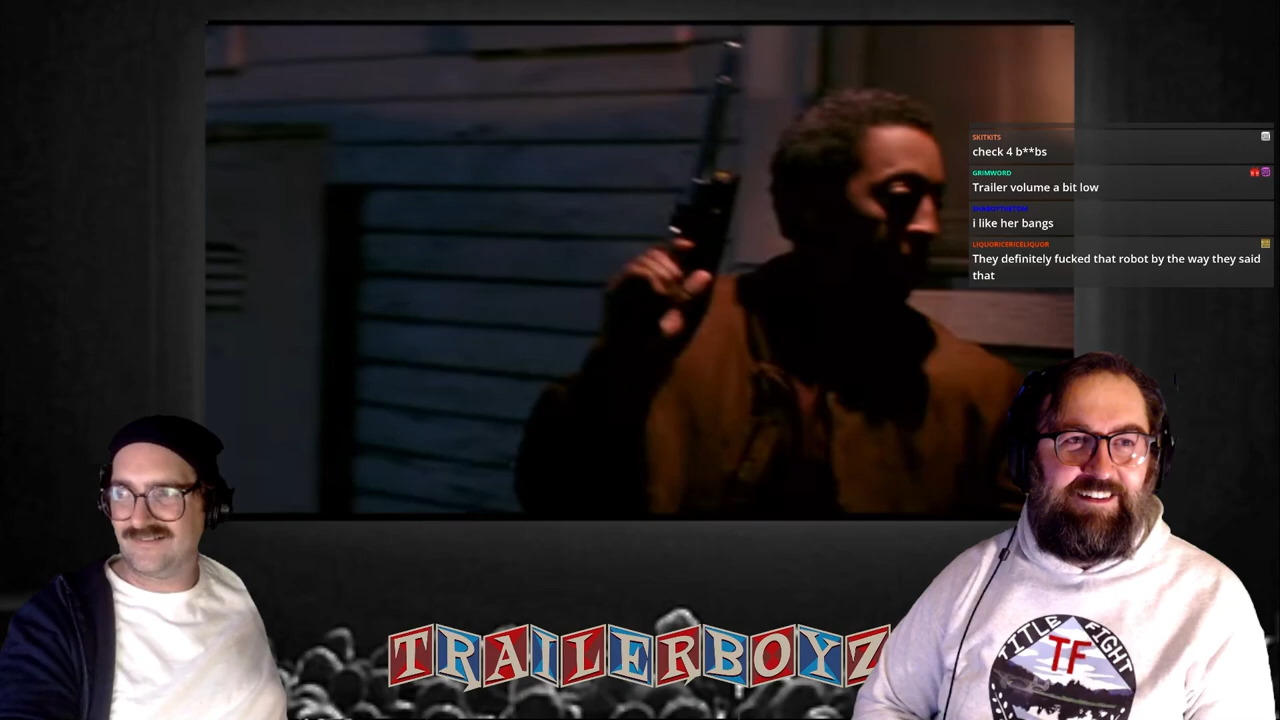 SKITKITS
check 4 b**bs
GRIMWORD
Trailer volume a bit low
i like her bangs
LIQUORICERICELIQUOR
They definitely fucked that robot by the way they said
that
TITLE FIGHT
TF
TRAILERBOYZ